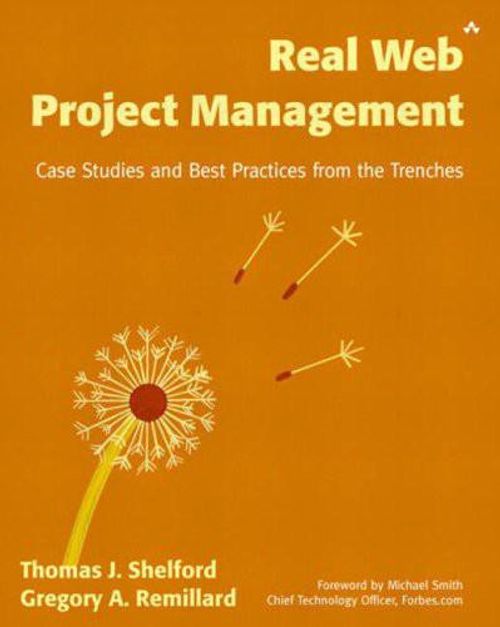 Real Web
Project Management
Case Studies and Best Practices from the Trenches
Thomas J. Shelford
Gregory A. Remillard
Foreword by Michael Smith
Chief Technology Officer, Forbes.com